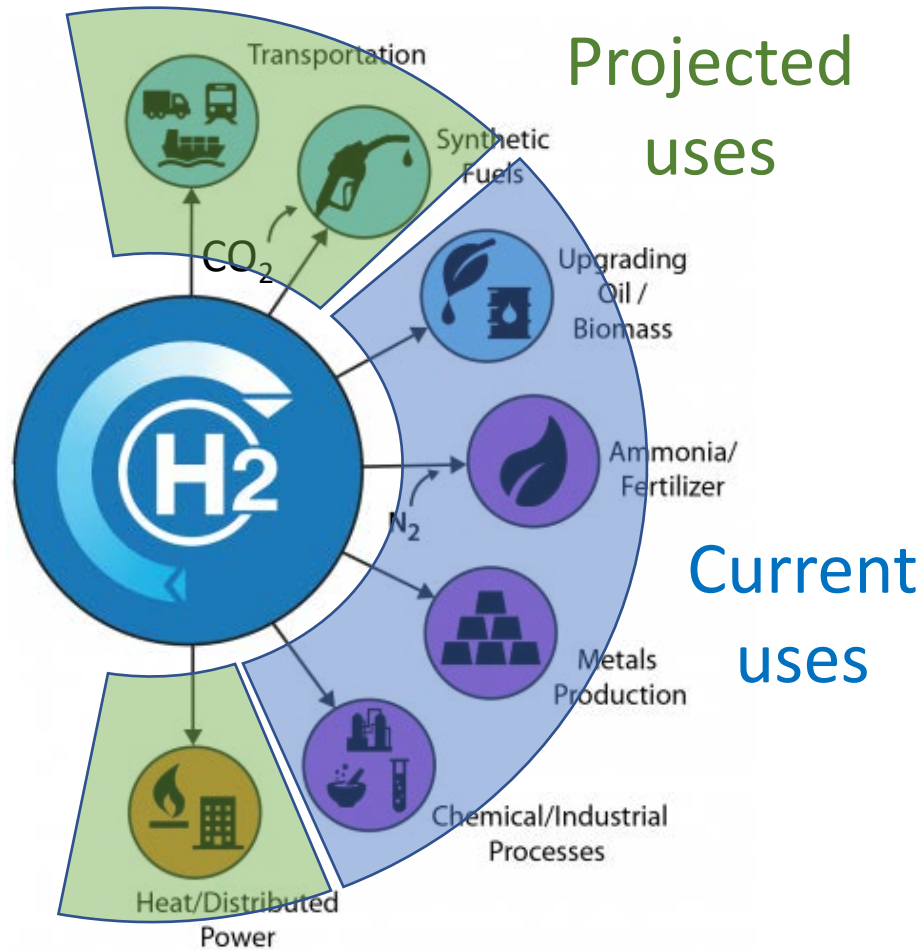 Transportation
Projected
uses
Synthetic
Fuels
CO₂
Upgrading
Oil /
Biomass
H2
Ammonia/
Fertilizer
N₂
Current
uses
Metals
Production
Chemical/Industrial
Processes
Heat/Distributed
Power